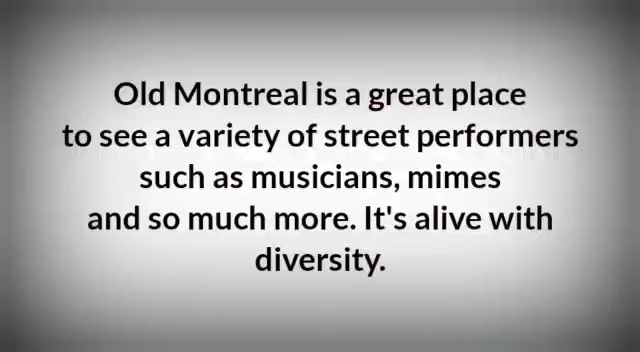 Old Montreal is a great place
to see a variety of street performers
such as musicians, mimes
and so much more. It's alive with
diversity.